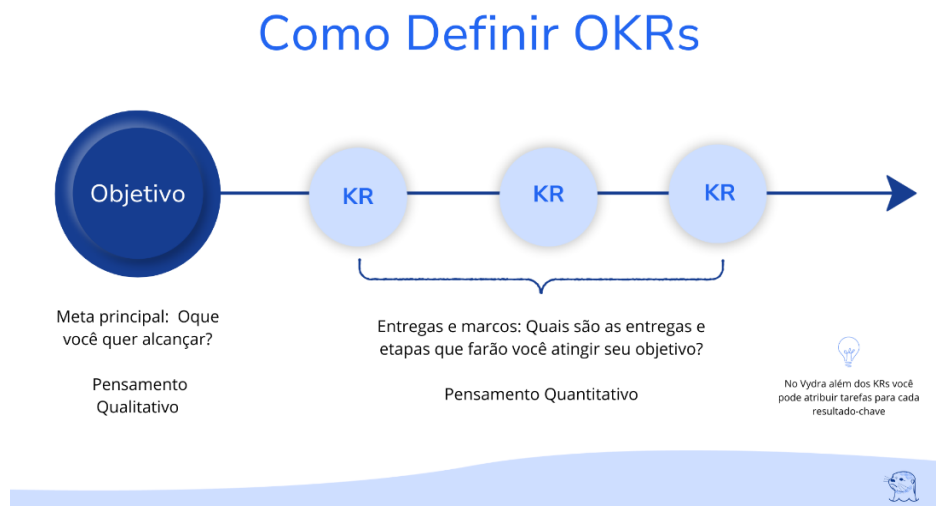 Como Definir OKRs
Objetivo
KR
KR
KR
Meta principal:  Oque
você quer alcançar?
Pensamento
Qualitativo
Entregas e marcos: Quais são as entregas e
etapas que farão você atingir seu objetivo?
Pensamento Quantitativo
No Vydra além dos KRs você
pode atribuir tarefas para cada
resultado-chave